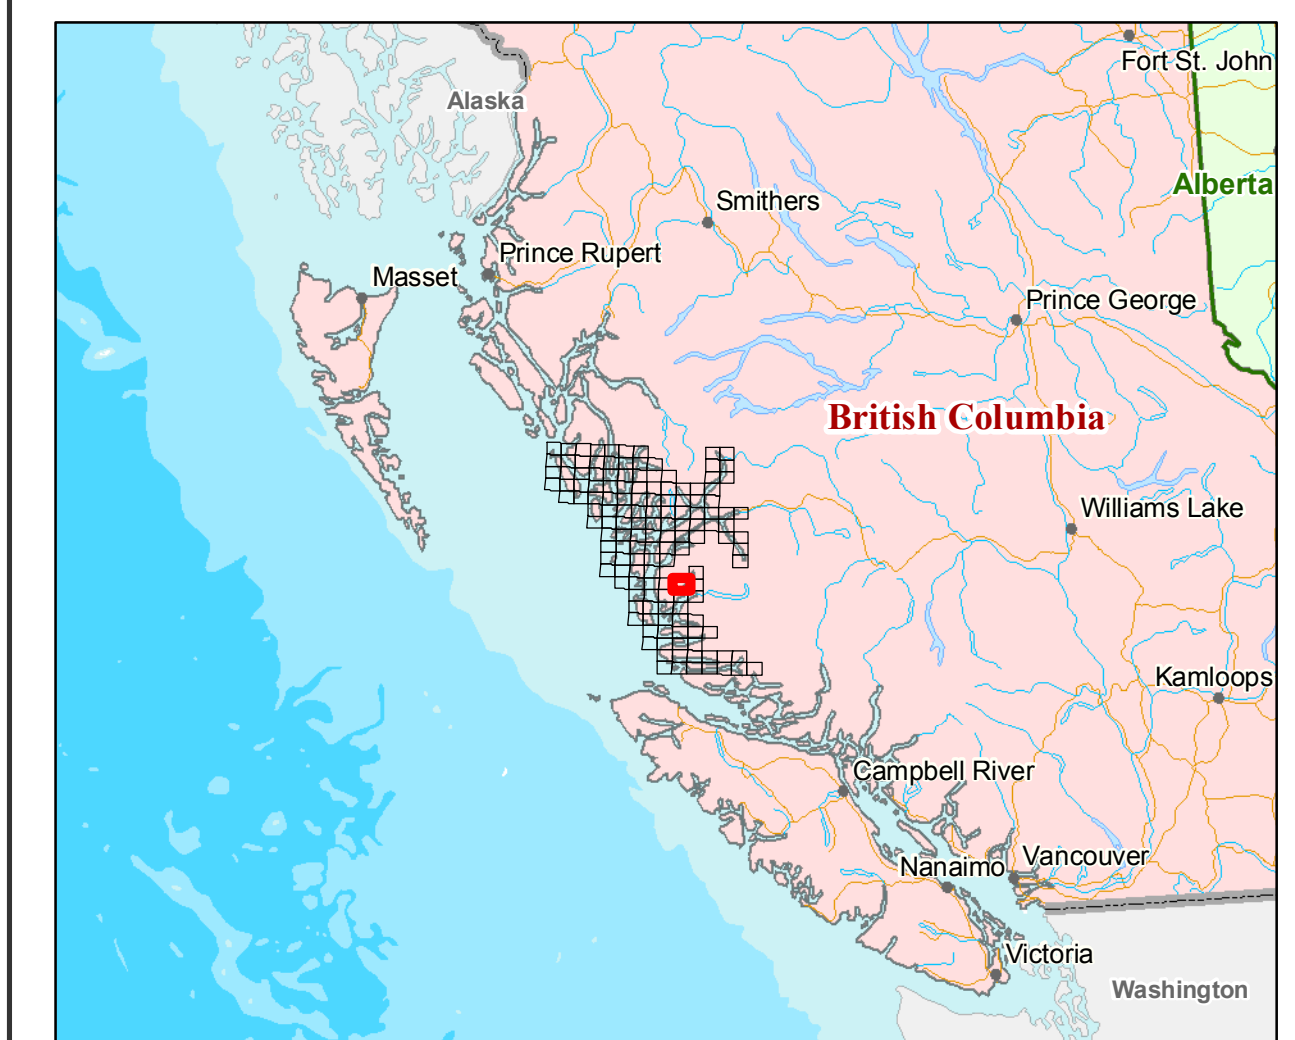 Fort St. John
Alaska
Alberta
Smithers
Prince Rupert
Masset
Prince George
British Columbia
Williams Lake
Kamloops
Campbell River
Vancouver
Nanaimo
Victoria
Washington